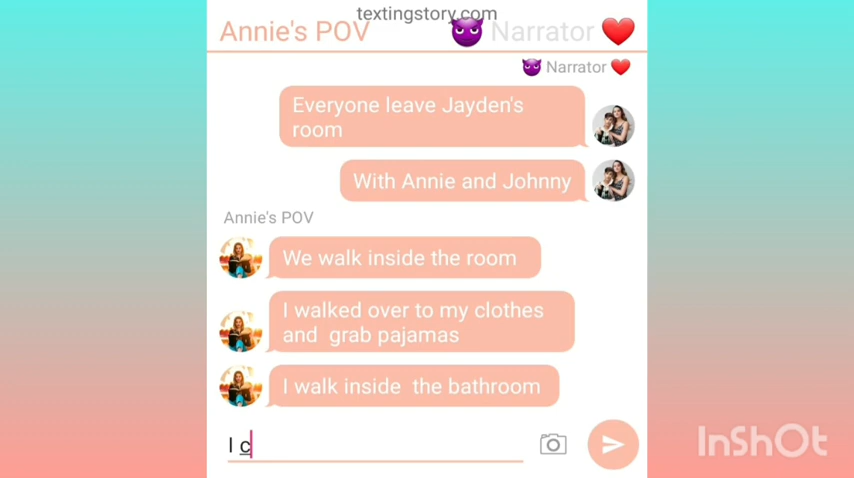 textingstory.com
Annie's POV 😈 Narrator ❤️
😈 Narrator ❤️
Everyone leave Jayden's
room
With Annie and Johnny
Annie's POV
We walk inside the room
I walked over to my clothes
and  grab pajamas
I walk inside  the bathroom
I c
InShOt